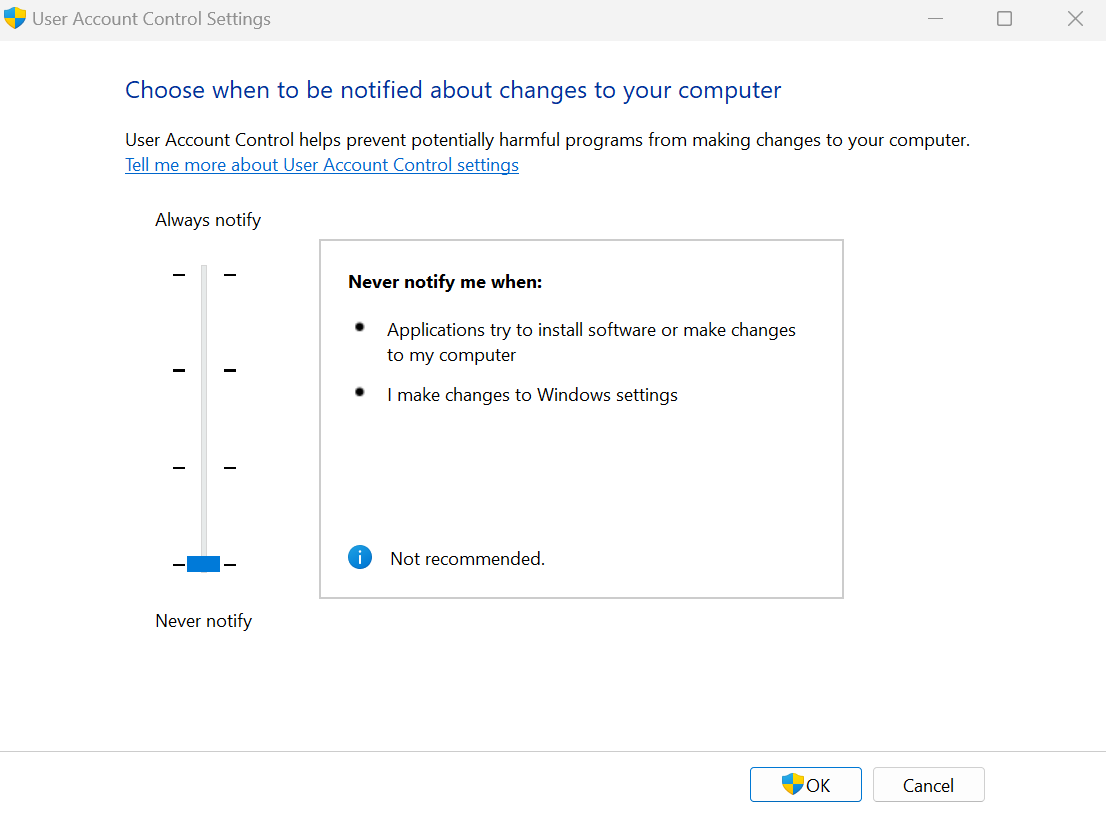 User Account Control Settings
Choose when to be notified about changes to your computer
User Account Control helps prevent potentially harmful programs from making changes to your computer.
Tell me more about User Account Control settings
Always notify
Never notify me when:
Applications try to install software or make changes
to my computer
I make changes to Windows settings
Not recommended.
Never notify
OK
Cancel